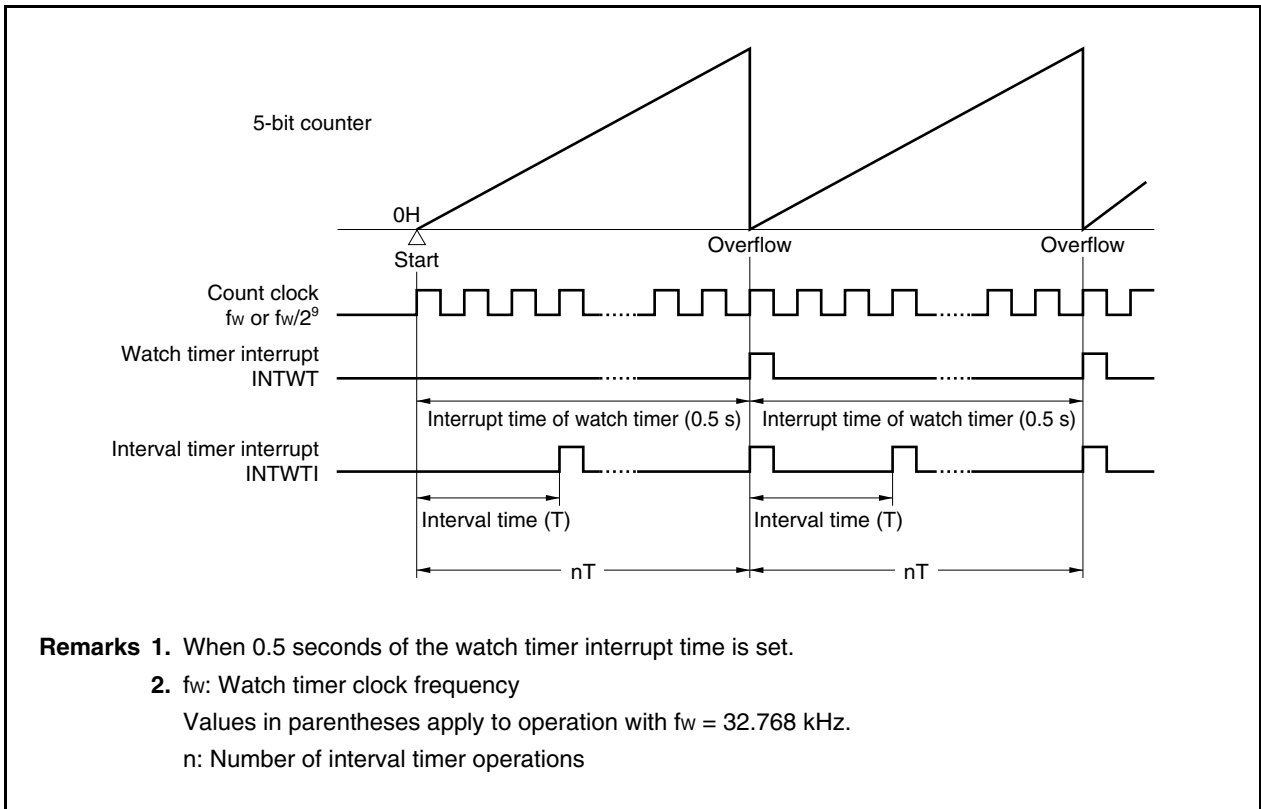 5-bit counter
0H
Start
Overflow
Overflow
Count clock
fW or fW/2⁹
Watch timer interrupt
INTWT
Interrupt time of watch timer (0.5 s)
Interrupt time of watch timer (0.5 s)
Interval timer interrupt
INTWTI
Interval time (T)
Interval time (T)
nT
nT
Remarks 1. When 0.5 seconds of the watch timer interrupt time is set.
2. fW: Watch timer clock frequency
Values in parentheses apply to operation with fW = 32.768 kHz.
n: Number of interval timer operations